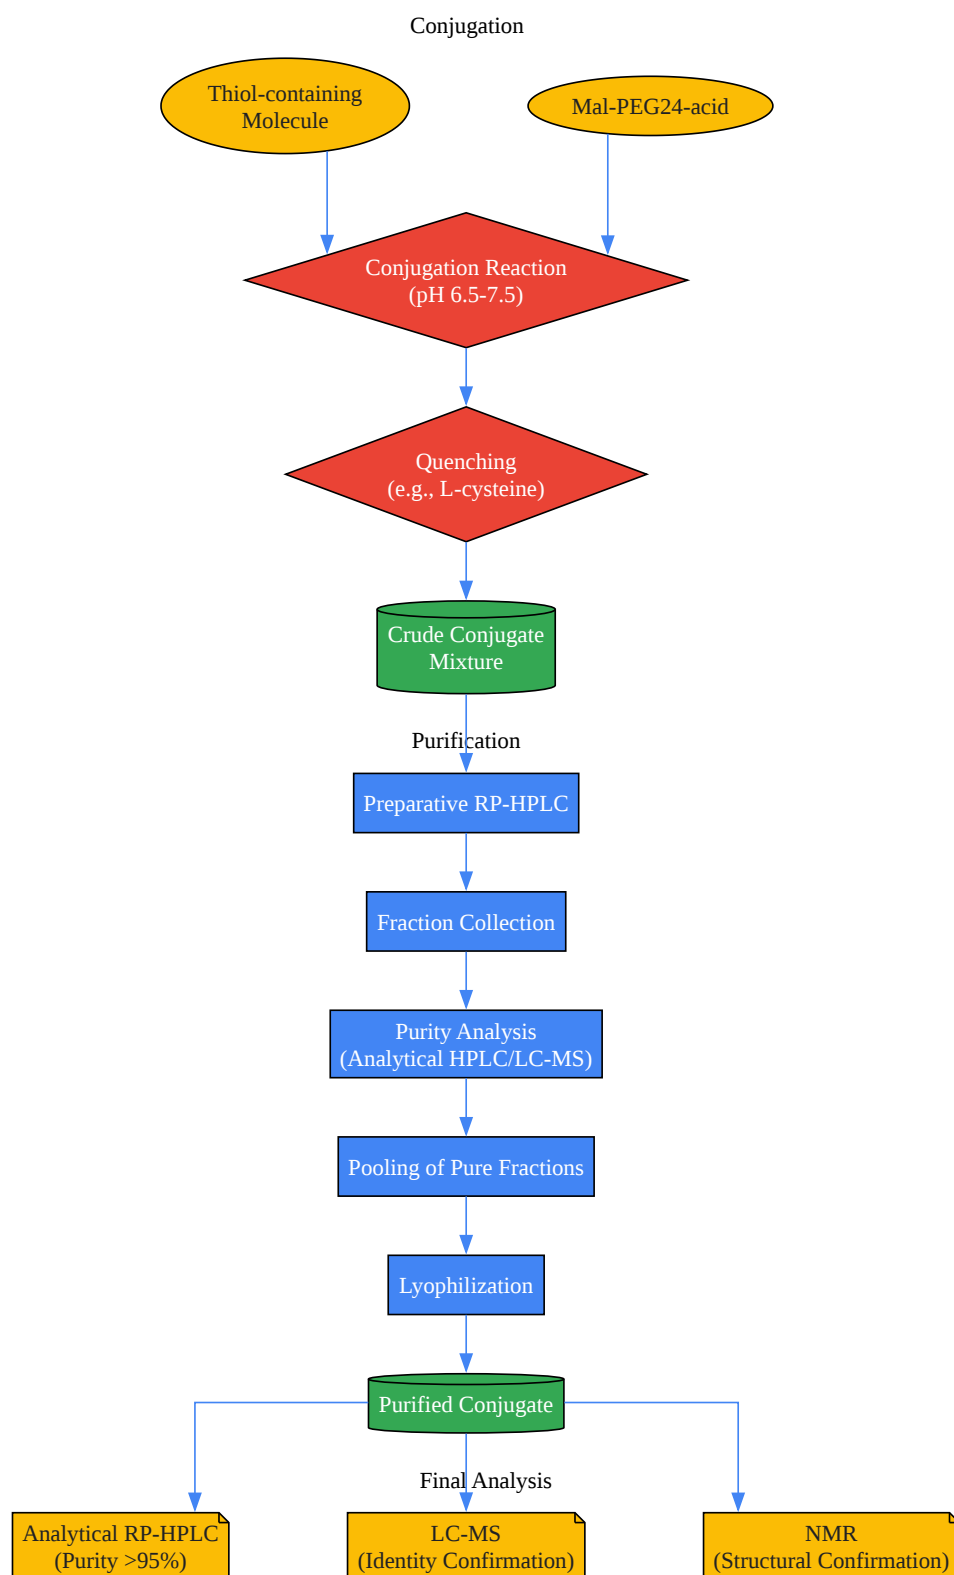 Conjugation
Thiol-containing
Molecule
Mal-PEG24-acid
Conjugation Reaction
(pH 6.5-7.5)
Quenching
(e.g., L-cysteine)
Crude Conjugate
Mixture
Purification
Preparative RP-HPLC
Fraction Collection
Purity Analysis
(Analytical HPLC/LC-MS)
Pooling of Pure Fractions
Lyophilization
Purified Conjugate
Final Analysis
Analytical RP-HPLC
(Purity >95%)
LC-MS
(Identity Confirmation)
NMR
(Structural Confirmation)